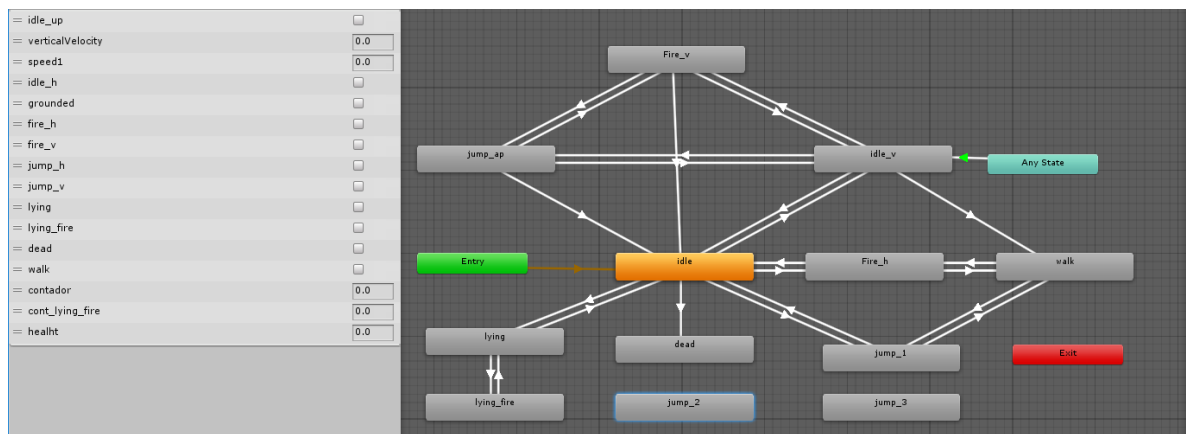 idle_up
verticalVelocity 0.0
speed1 0.0
idle_h
grounded
fire_h
fire_v
jump_h
jump_v
lying
lying_fire
dead
walk
contador 0.0
cont_lying_fire 0.0
healht 0.0
Fire_v
jump_ap
idle_v
Any State
Entry
idle
Fire_h
walk
lying
dead
jump_1
Exit
lying_fire
jump_2
jump_3